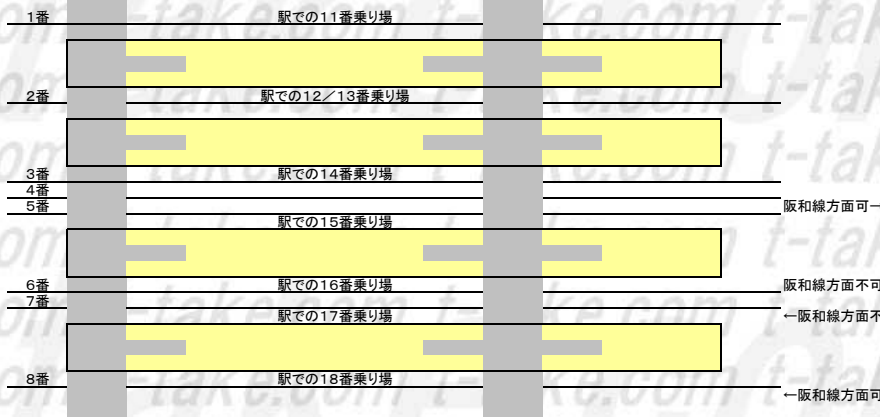 1番 駅での11番乗り場
2番 駅での12／13番乗り場
3番 駅での14番乗り場
4番
5番 阪和線方面可→
駅での15番乗り場
6番 駅での16番乗り場 阪和線方面不可
7番
駅での17番乗り場 ←阪和線方面不
8番 駅での18番乗り場
←阪和線方面可
t-take.com